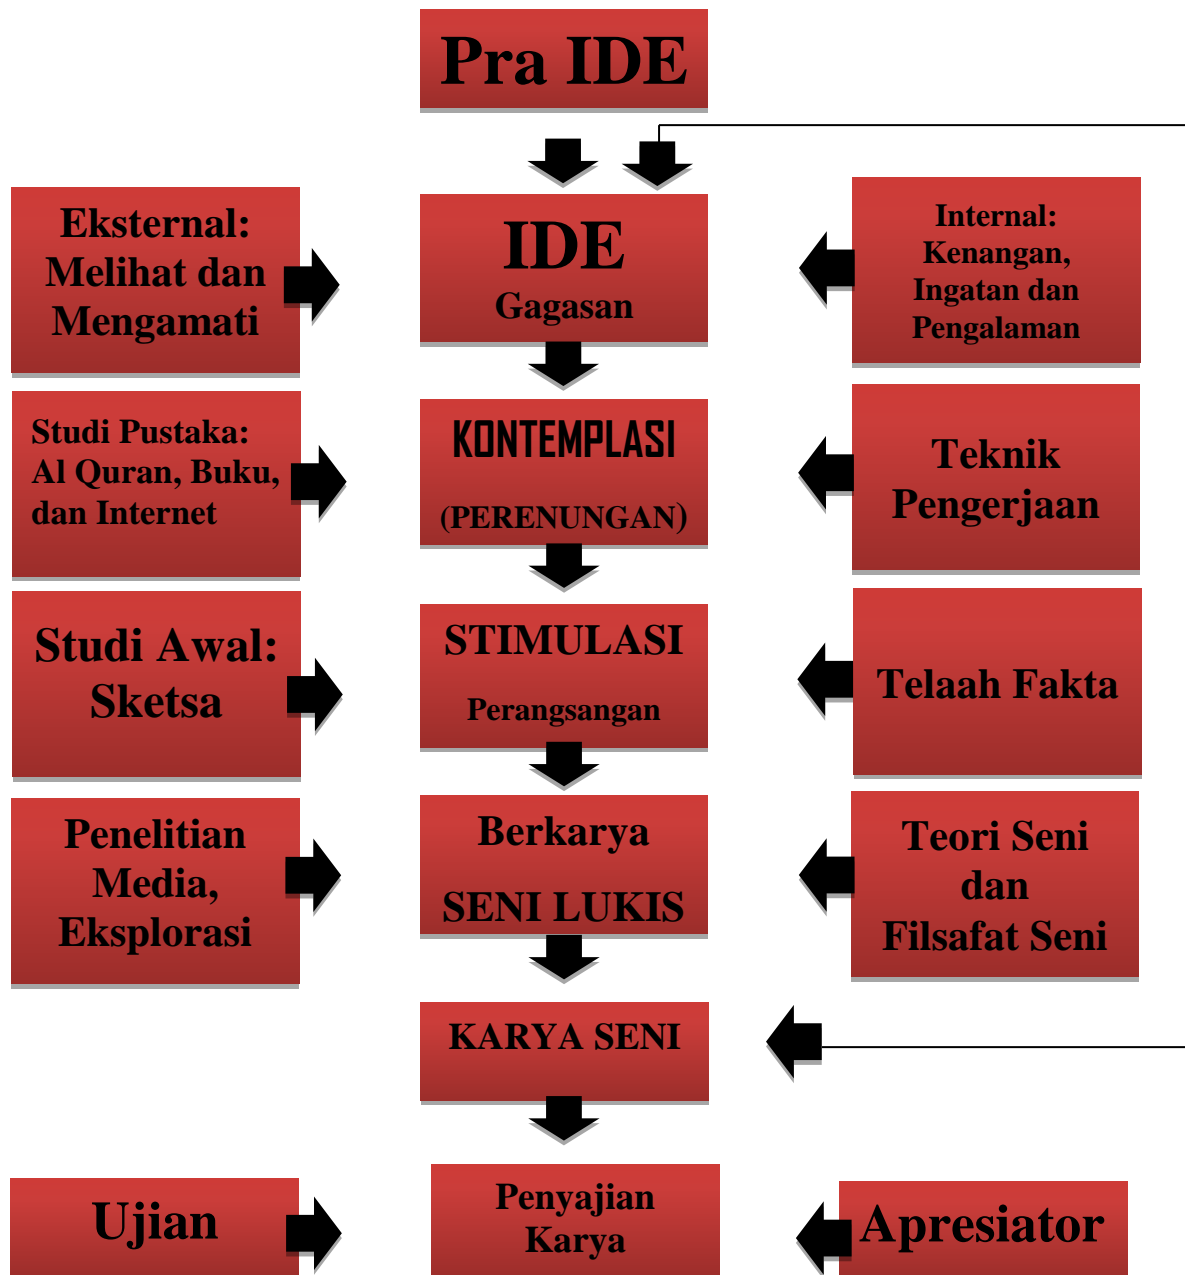 Pra IDE
Eksternal:
Melihat dan
Mengamati
IDE
Gagasan
Internal:
Kenangan,
Ingatan dan
Pengalaman
Studi Pustaka:
Al Quran, Buku,
dan Internet
KONTEMPLASI
(PERENUNGAN)
Teknik
Pengerjaan
Studi Awal:
Sketsa
STIMULASI
Perangsangan
Telaah Fakta
Penelitian
Media,
Eksplorasi
Berkarya
SENI LUKIS
Teori Seni
dan
Filsafat Seni
KARYA SENI
Ujian
Penyajian
Karya
Apresiator